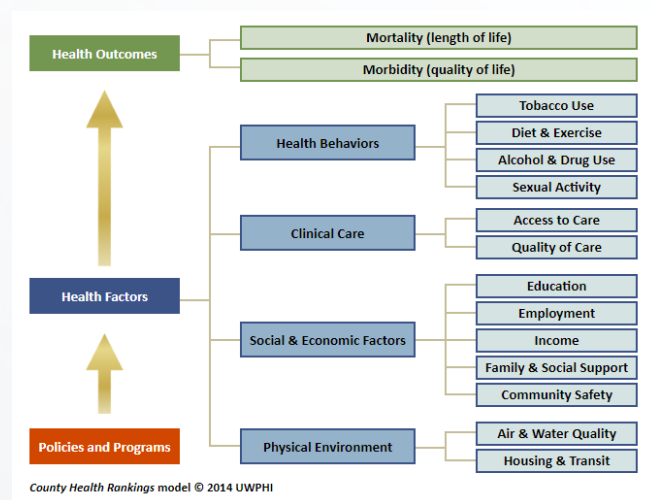 Health Outcomes
Mortality (length of life)
Morbidity (quality of life)
Health Factors
Health Behaviors
Tobacco Use
Diet & Exercise
Alcohol & Drug Use
Sexual Activity
Clinical Care
Access to Care
Quality of Care
Social & Economic Factors
Education
Employment
Income
Family & Social Support
Community Safety
Physical Environment
Air & Water Quality
Housing & Transit
Policies and Programs
County Health Rankings model © 2014 UWPHI